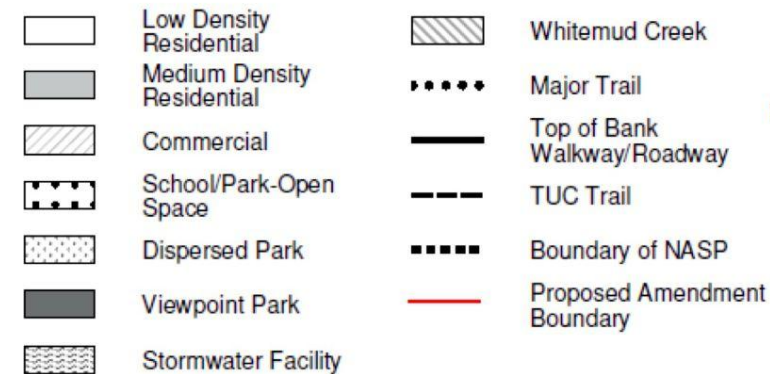 Low Density
Residential
Medium Density
Residential
Commercial
School/Park-Open
Space
Dispersed Park
Viewpoint Park
Stormwater Facility
Whitemud Creek
Major Trail
Top of Bank
Walkway/Roadway
TUC Trail
Boundary of NASP
Proposed Amendment
Boundary